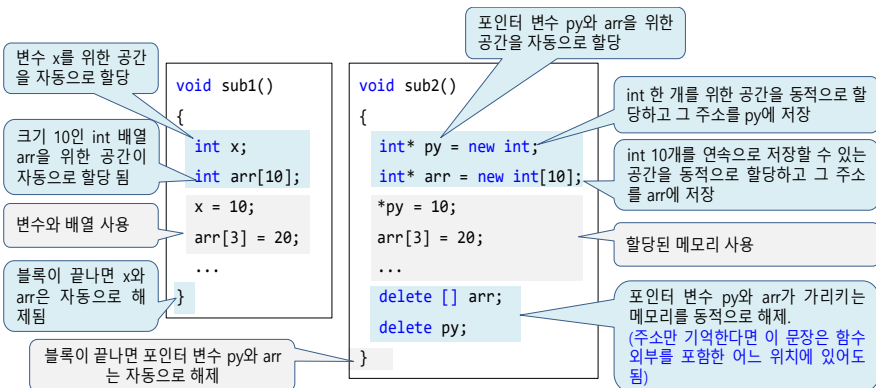 포인터 변수 py와 arr을 위한
공간을 자동으로 할당
변수 x를 위한 공간
을 자동으로 할당
크기 10인 int 배열
arr을 위한 공간이
자동으로 할당 됨
변수와 배열 사용
블록이 끝나면 x와
arr은 자동으로 해
제됨
void sub1()
{
int x;
int arr[10];
x = 10;
arr[3] = 20;
...
}
void sub2()
{
int* py = new int;
int* arr = new int[10];
*py = 10;
arr[3] = 20;
...
delete [] arr;
delete py;
}
int 한 개를 위한 공간을 동적으로 할
당하고 그 주소를 py에 저장
int 10개를 연속으로 저장할 수 있는
공간을 동적으로 할당하고 그 주소
를 arr에 저장
할당된 메모리 사용
포인터 변수 py와 arr가 가리키는
메모리를 동적으로 해제.
(주소만 기억한다면 이 문장은 함수
외부를 포함한 어느 위치에 있어도
됨)
블록이 끝나면 포인터 변수 py와 arr
는 자동으로 해제